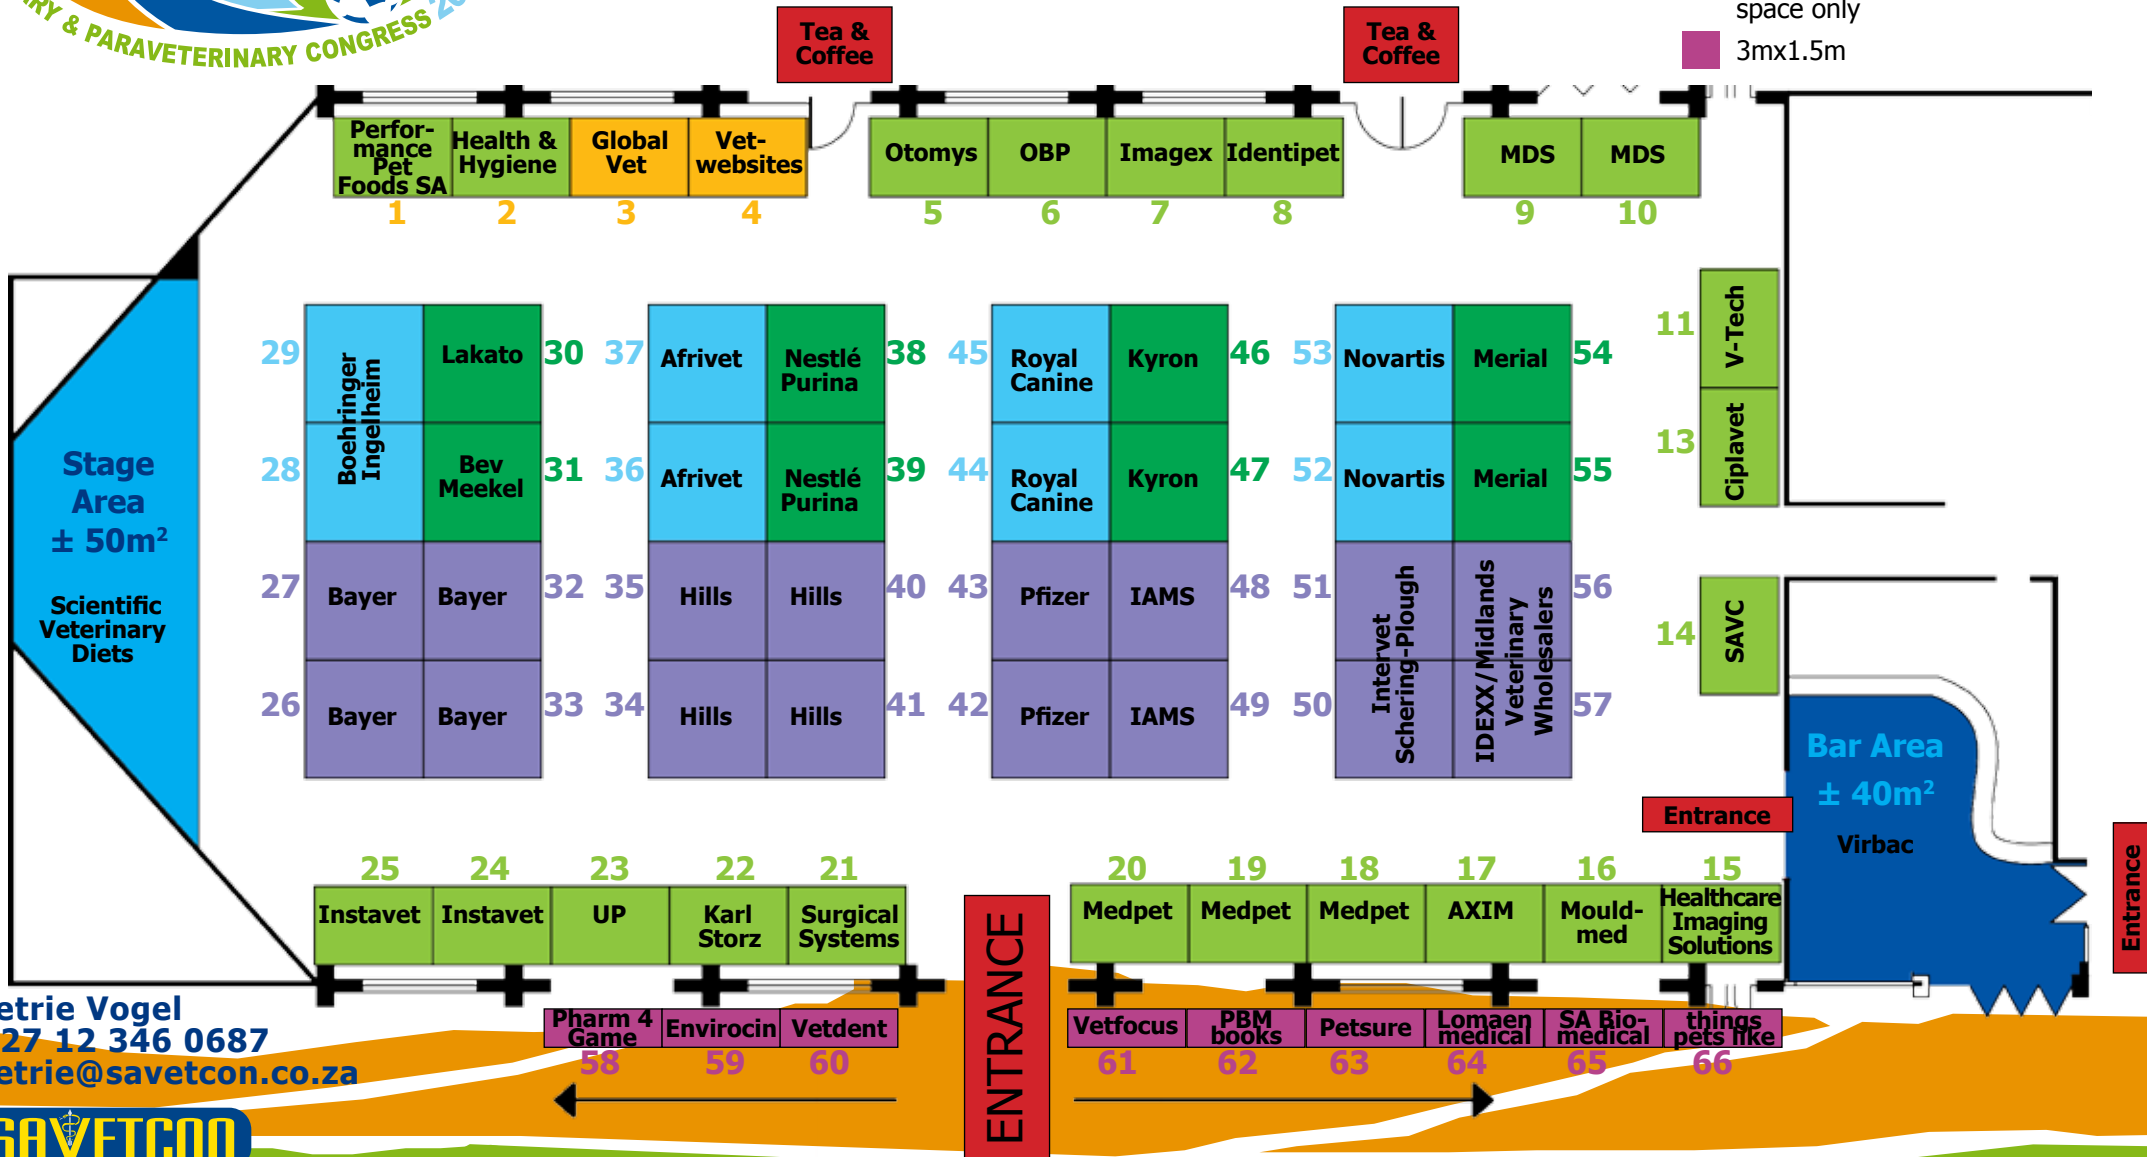 & PARAVETERINARY CONGRESS
space only
3mx1.5m
Tea &
Coffee
Tea &
Coffee
Perfor-
mance
Pet
Foods SA
Health &
Hygiene
Global
Vet
Vet-
websites
Otomys
OBP
Imagex
Identipet
MDS
MDS
1
2
3
4
5
6
7
8
9
10
11
V-Tech
13
Ciplavet
14
SAVC
Stage
Area
± 50m²
Scientific
Veterinary
Diets
29
Boehringer
Ingelheim
Lakato
30
37
Afrivet
Nestlé
Purina
38
45
Royal
Canine
Kyron
46
53
Novartis
Merial
54
28
Bev
Meekel
31
36
Afrivet
Nestlé
Purina
39
44
Royal
Canine
Kyron
47
52
Novartis
Merial
55
27
Bayer
Bayer
32
35
Hills
Hills
40
43
Pfizer
IAMS
48
51
Intervet
Schering-Plough
IDEXX/Midlands
Veterinary
Wholesalers
56
26
Bayer
Bayer
33
34
Hills
Hills
41
42
Pfizer
IAMS
49
50
57
Bar Area
± 40m²
Virbac
Entrance
Entrance
25
24
23
22
21
20
19
18
17
16
15
Instavet
Instavet
UP
Karl
Storz
Surgical
Systems
Medpet
Medpet
Medpet
AXIM
Mould-
med
Healthcare
Imaging
Solutions
ENTRANCE
Pharm 4
Game
Envirocin
Vetdent
Vetfocus
PBM
books
Petsure
Lomaen
medical
SA Bio-
medical
things
pets like
58
59
60
61
62
63
64
65
66
etrie Vogel
27 12 346 0687
etrie@savetcon.co.za
SAVETCON